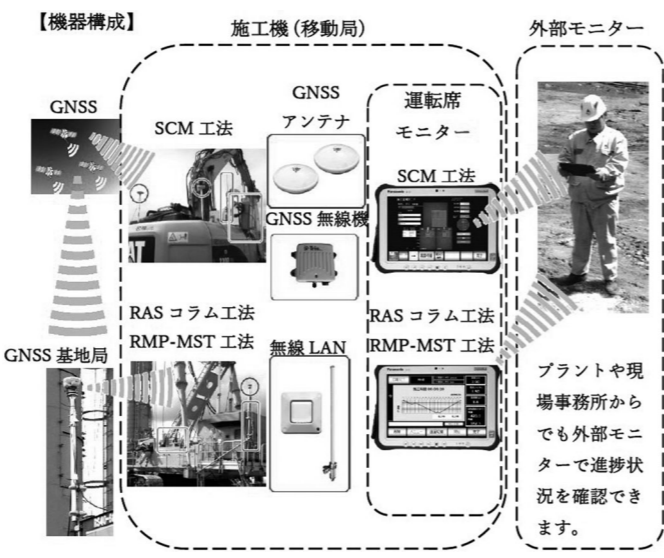 【機器構成】
施工機(移動局)
外部モニター
GNSS
SCM 工法
GNSS
アンテナ
運転席
モニター
SCM 工法
GNSS 無線機
RAS コラム工法
RMP-MST 工法
無線 LAN
RAS コラム工法
RMP-MST 工法
GNSS 基地局
プラントや現
場事務所から
でも外部モニ
ターで進捗状
況を確認でき
ます。
Panasonic
Panasonic